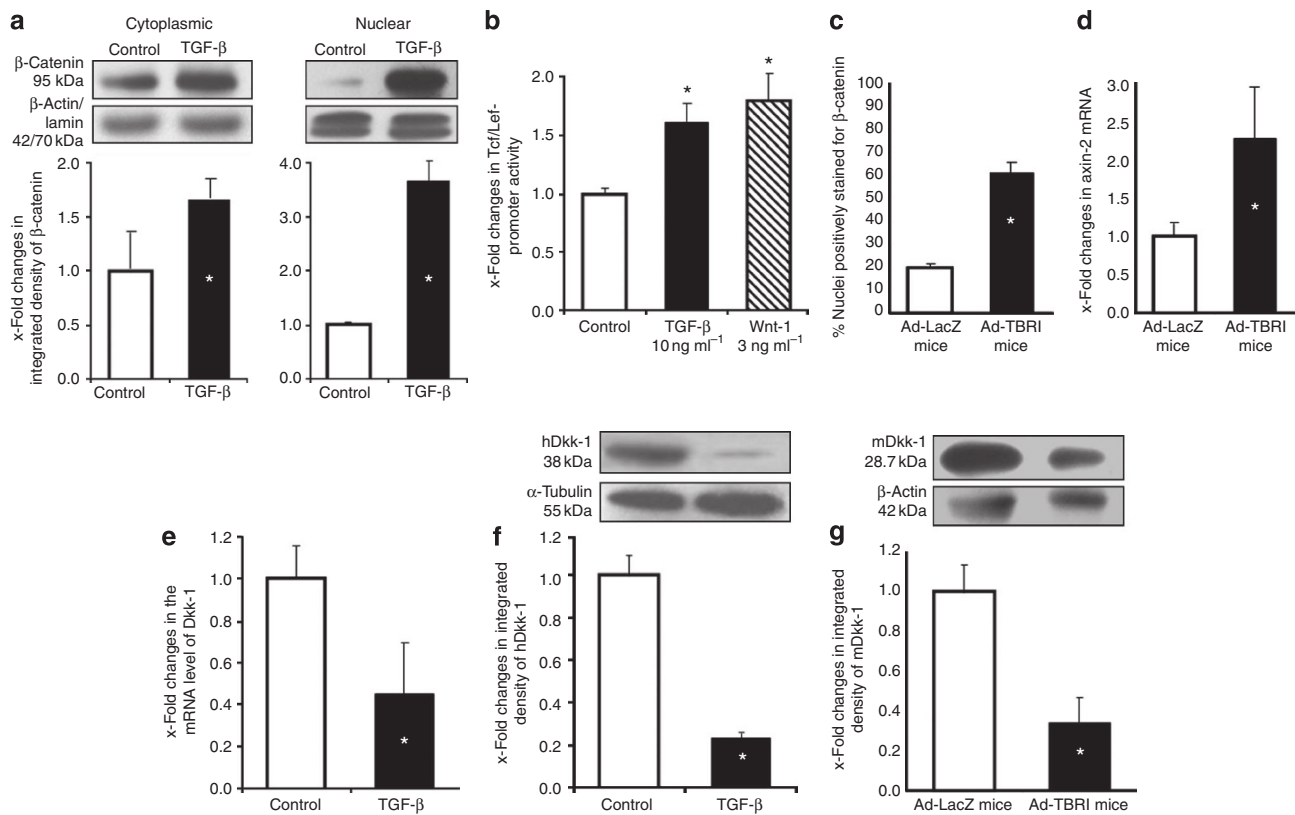 a
Cytoplasmic
Nuclear
Control
TGF-β
Control
TGF-β
β-Catenin
95 kDa
β-Actin/
lamin
42/70 kDa
x-Fold changes in
integrated density of β-catenin
2.0
1.5
1.0
0.5
0.0
*
Control
TGF-β
4.0
3.0
2.0
1.0
0.0
*
Control
TGF-β
b
x-Fold changes in Tcf/Lef-
promoter activity
2.0
1.5
1.0
0.5
0.0
*
*
Control
TGF-β
10 ng ml⁻¹
Wnt-1
3 ng ml⁻¹
c
% Nuclei positively stained for β-catenin
100
90
80
70
60
50
40
30
20
10
0
*
Ad-LacZ
mice
Ad-TBRI
mice
d
x-Fold changes in axin-2 mRNA
3.0
2.5
2.0
1.5
1.0
0.5
0.0
*
Ad-LacZ
mice
Ad-TBRI
mice
e
x-Fold changes in the
mRNA level of Dkk-1
1.2
1.0
0.8
0.6
0.4
0.2
0.0
*
Control
TGF-β
hDkk-1
38 kDa
α-Tubulin
55 kDa
f
x-Fold changes in integrated
density of hDkk-1
1.2
1.0
0.8
0.6
0.4
0.2
0.0
*
Control
TGF-β
mDkk-1
28.7 kDa
β-Actin
42 kDa
g
x-Fold changes in integrated
density of mDkk-1
1.2
1.0
0.8
0.6
0.4
0.2
0.0
*
Ad-LacZ mice
Ad-TBRI mice